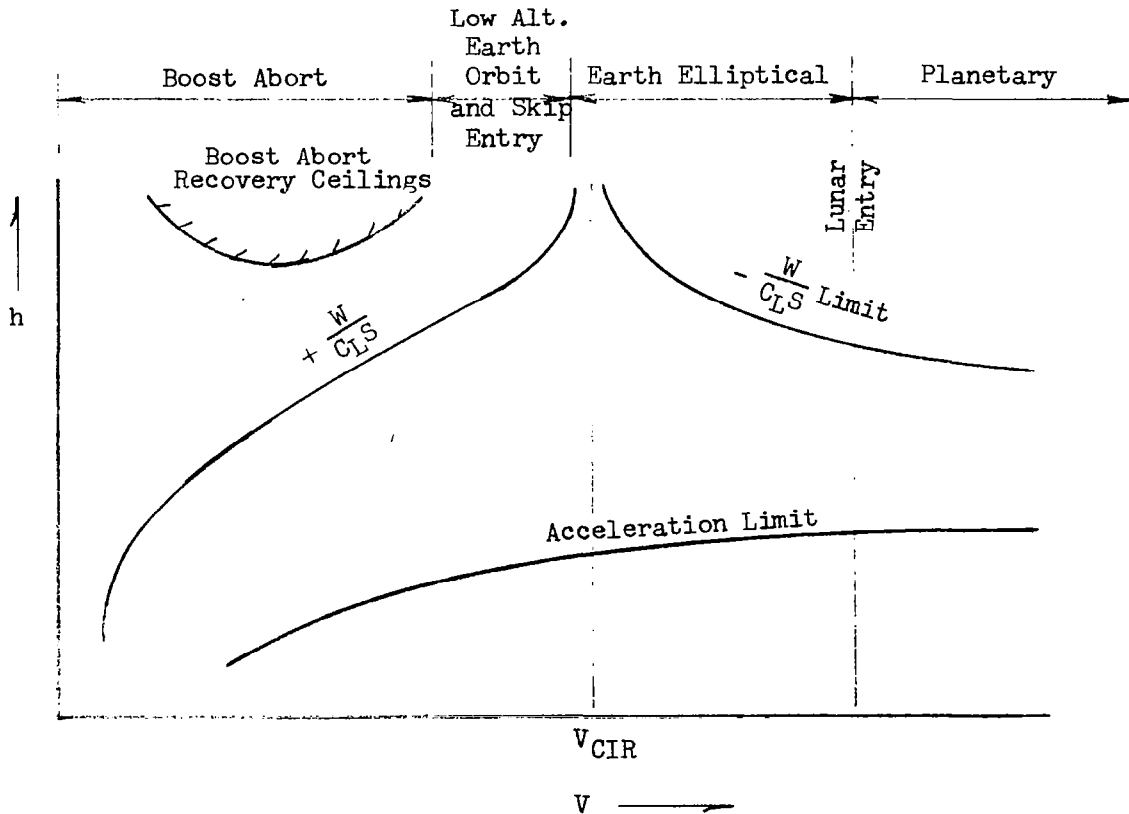 Low Alt.
Earth
Orbit
and Skip
Entry
Boost Abort
Earth Elliptical
Planetary
Boost Abort
Recovery Ceilings
Lunar
Entry
h
+ W
C_LS
- W
C_LS Limit
Acceleration Limit
V_CIR
V